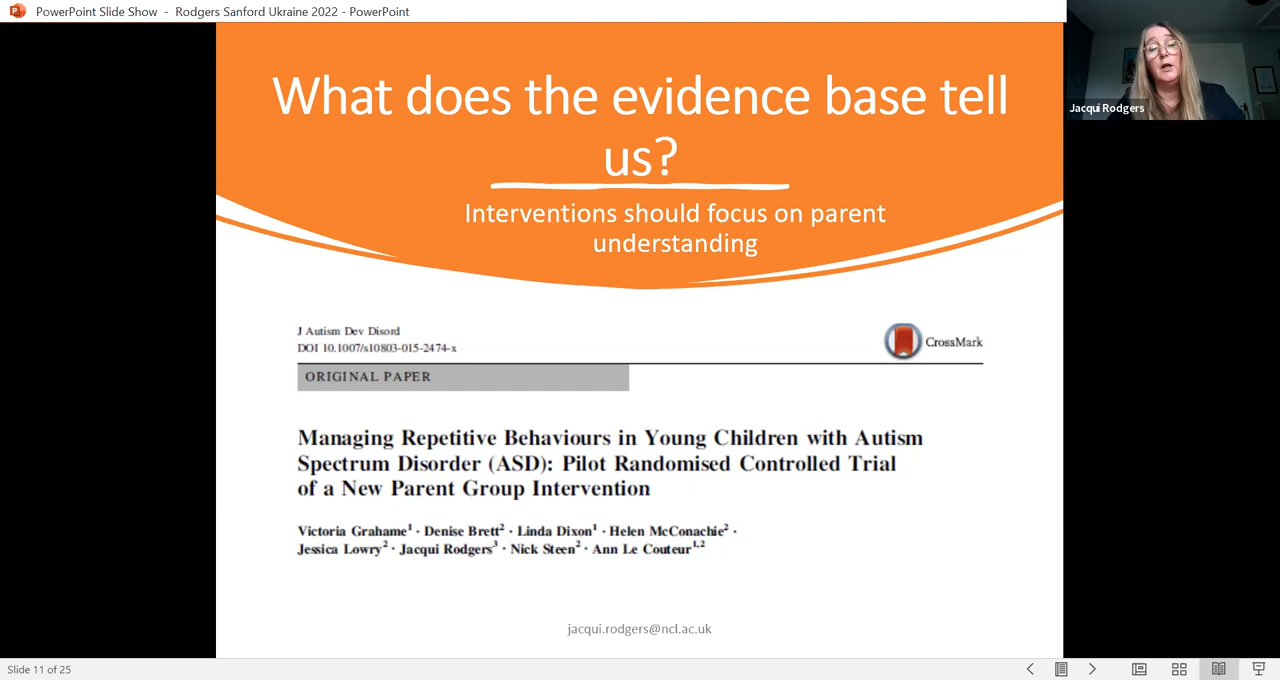 PowerPoint Slide Show - Rodgers Sanford Ukraine 2022 - PowerPoint
Jacqui Rodgers
What does the evidence base tell
us?
Interventions should focus on parent
understanding
J Autism Dev Disord
DOI 10.1007/s10803-015-2474-x
CrossMark
ORIGINAL PAPER
Managing Repetitive Behaviours in Young Children with Autism
Spectrum Disorder (ASD): Pilot Randomised Controlled Trial
of a New Parent Group Intervention
Victoria Grahame¹ · Denise Brett² · Linda Dixon¹ · Helen McConachie² ·
Jessica Lowry² · Jacqui Rodgers³ · Nick Steen² · Ann Le Couteur¹,²
jacqui.rodgers@ncl.ac.uk
Slide 11 of 25